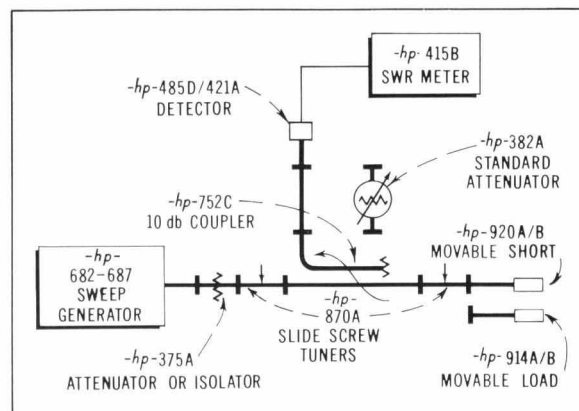 -hp- 415B
SWR METER
-hp-485D/421A
DETECTOR
-hp-382A
STANDARD
ATTENUATOR
-hp-752C
10 db COUPLER
-hp-
682-687
SWEEP
GENERATOR
-hp-920A/B
MOVABLE SHORT
-hp-
870A
SLIDE SCREW
TUNERS
-hp-375A
ATTENUATOR OR ISOLATOR
-hp-914A/B
MOVABLE LOAD